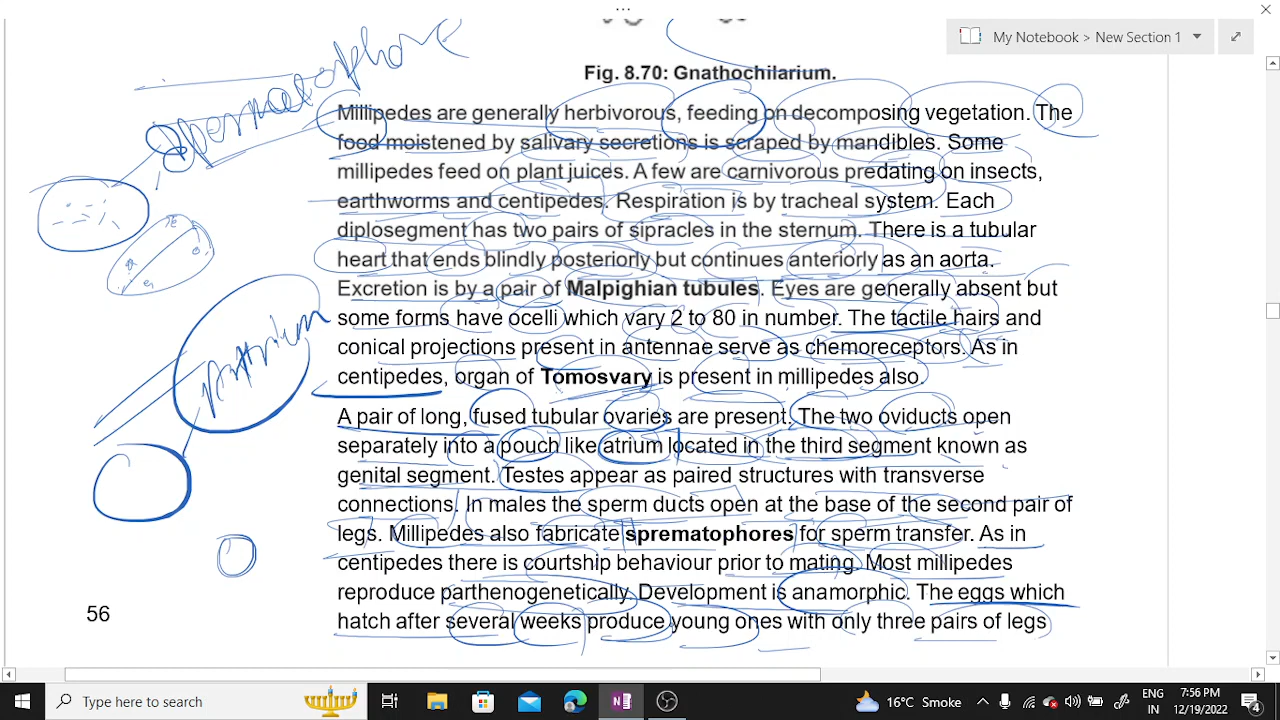 My Notebook > New Section 1
Fig. 8.70: Gnathochilarium.
Spermatophore
Millipedes are generally herbivorous, feeding on decomposing vegetation. The
food moistened by salivary secretions is scraped by mandibles. Some
millipedes feed on plant juices. A few are carnivorous predating on insects,
earthworms and centipedes. Respiration is by tracheal system. Each
diplosegment has two pairs of sipracles in the sternum. There is a tubular
heart that ends blindly posteriorly but continues anteriorly as an aorta.
Excretion is by a pair of Malpighian tubules. Eyes are generally absent but
some forms have ocelli which vary 2 to 80 in number. The tactile hairs and
conical projections present in antennae serve as chemoreceptors. As in
centipedes, organ of Tomosvary is present in millipedes also.
A pair of long, fused tubular ovaries are present. The two oviducts open
separately into a pouch like atrium located in the third segment known as
genital segment. Testes appear as paired structures with transverse
connections. In males the sperm ducts open at the base of the second pair of
legs. Millipedes also fabricate sprematophores for sperm transfer. As in
centipedes there is courtship behaviour prior to mating. Most millipedes
reproduce parthenogenetically. Development is anamorphic. The eggs which
hatch after several weeks produce young ones with only three pairs of legs
56
Type here to search
16°C Smoke
ENG
IN
7:56 PM
12/19/2022
4